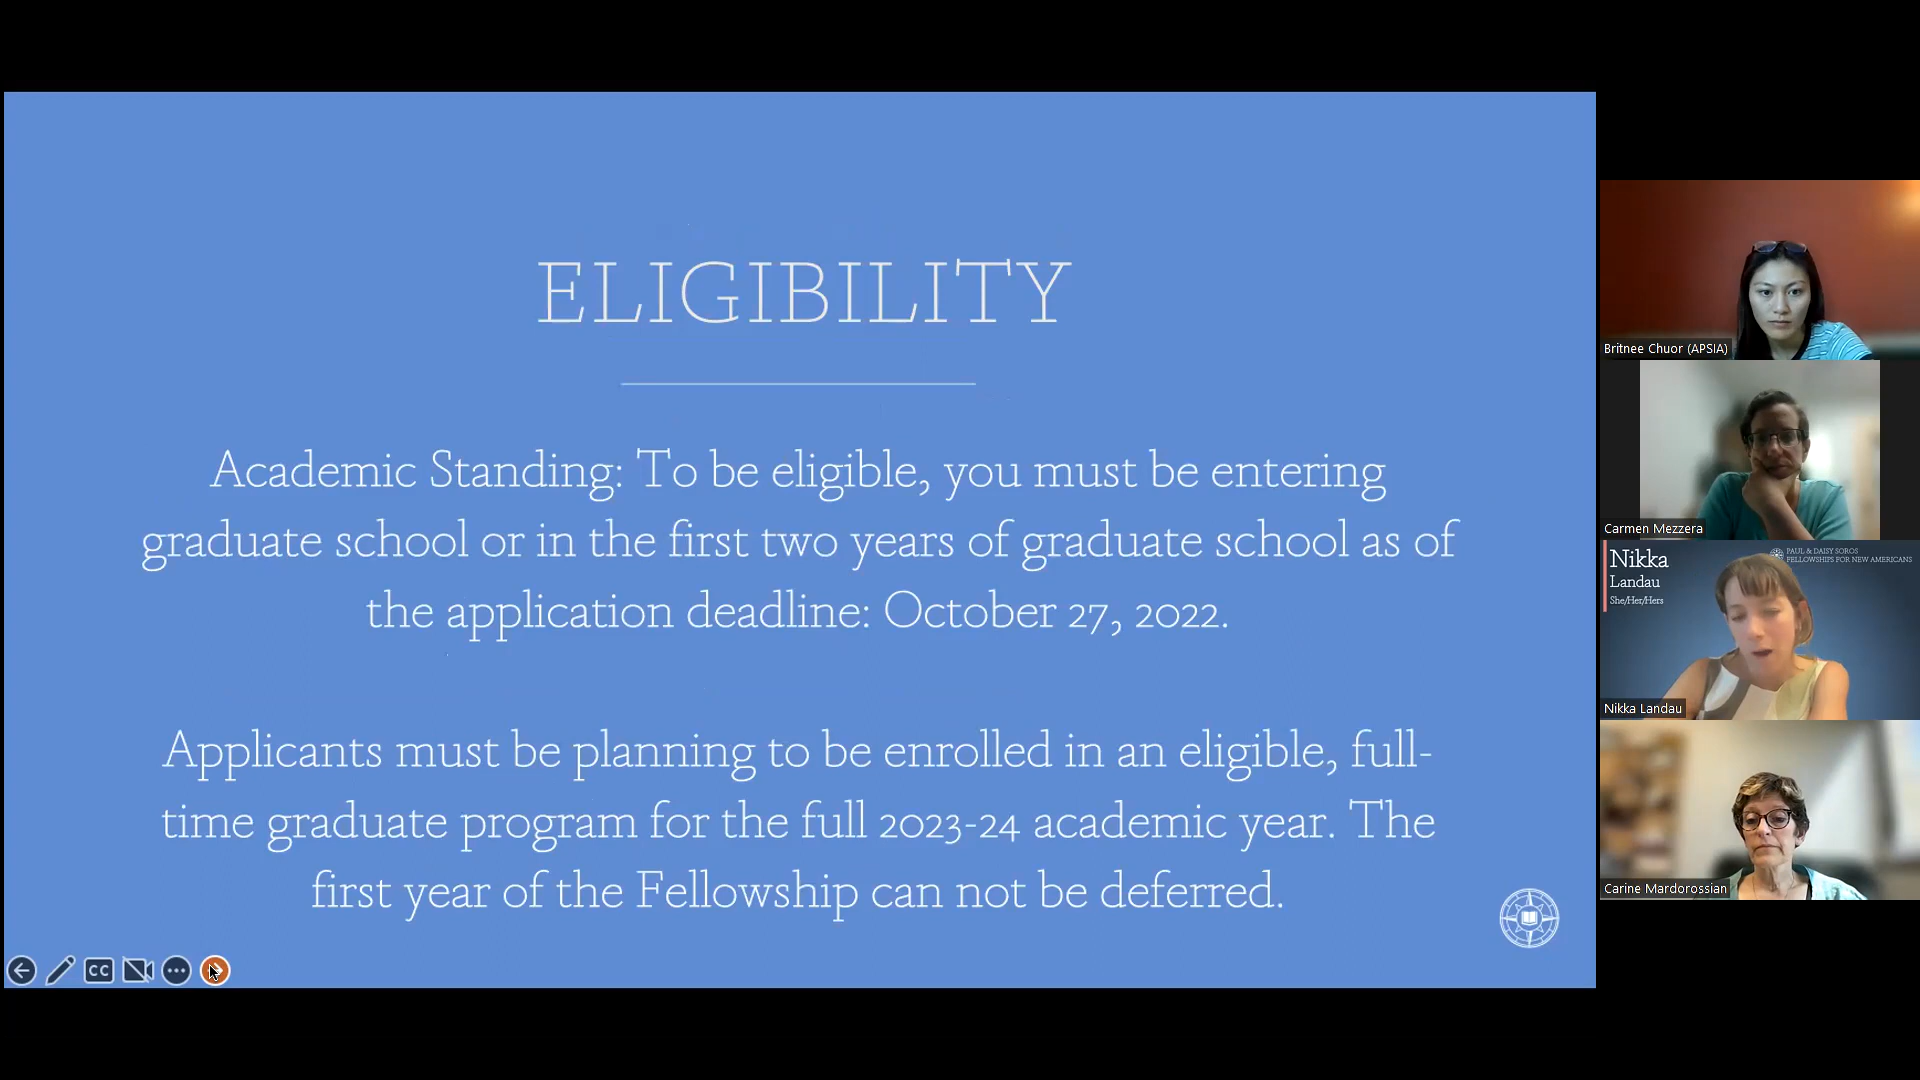 ELIGIBILITY
Academic Standing: To be eligible, you must be entering
graduate school or in the first two years of graduate school as of
the application deadline: October 27, 2022.
Applicants must be planning to be enrolled in an eligible, full-
time graduate program for the full 2023-24 academic year. The
first year of the Fellowship can not be deferred.
CC
Britnee Chuor (APSIA)
Carmen Mezzera
Nikka
Landau
She/Her/Hers
PAUL & DAISY SOROS
FELLOWSHIPS FOR NEW AMERICANS
Nikka Landau
Carine Mardorossian